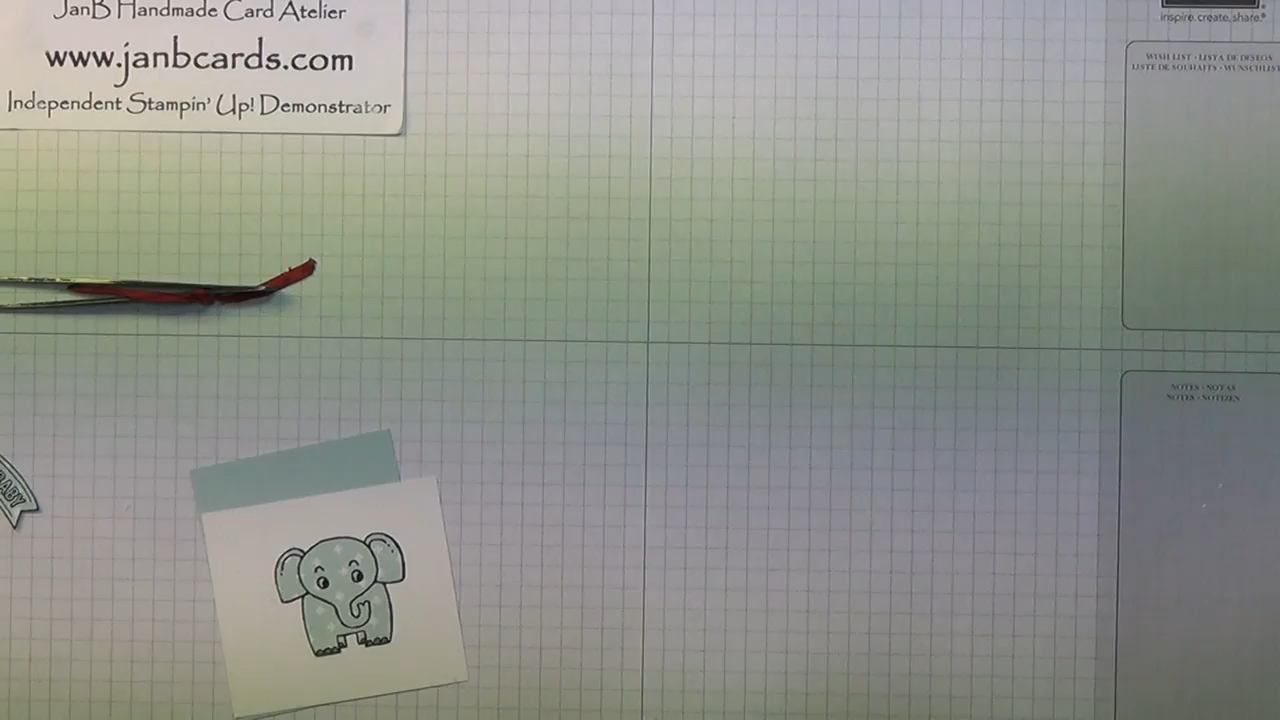 JanB Handmade Card Atelier
www.janbcards.com
Independent Stampin' Up! Demonstrator
inspire.create.share.®
WISH LIST · LISTA DE DESEOS
LISTE DE SOUHAITS · WUNSCHLISTE
NOTES · NOTAS
NOTES · NOTIZEN
BABY